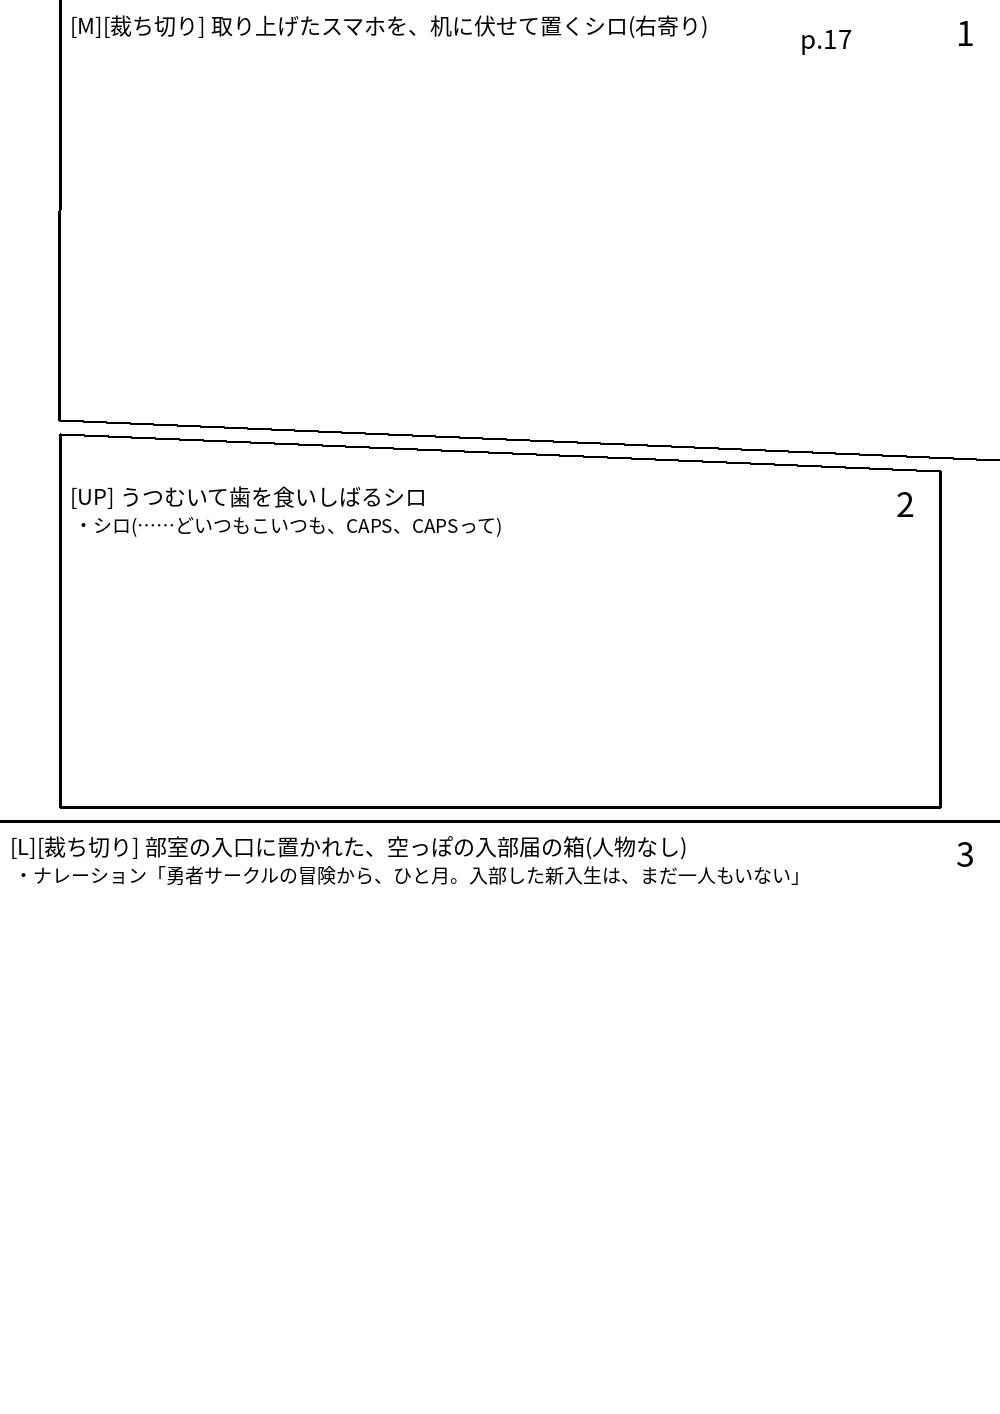 [M][裁ち切り] 取り上げたスマホを、机に伏せて置くシロ(右寄り)
p.17
1
[UP] うつむいて歯を食いしばるシロ
2
・シロ(……どいつもこいつも、CAPS、CAPSって)
[L][裁ち切り] 部室の入口に置かれた、空っぽの入部届の箱(人物なし)
3
・ナレーション「勇者サークルの冒険から、ひと月。入部した新入生は、まだ一人もいない」